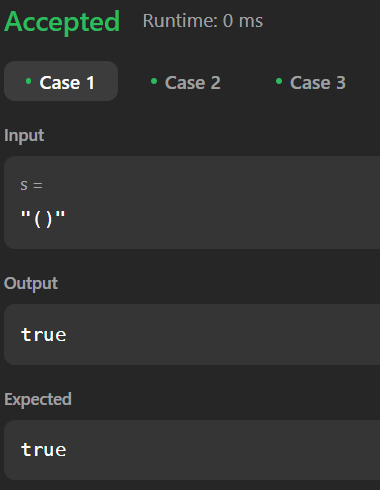 Accepted Runtime: 0 ms
• Case 1 • Case 2 • Case 3
Input
s =
"()"
Output
true
Expected
true